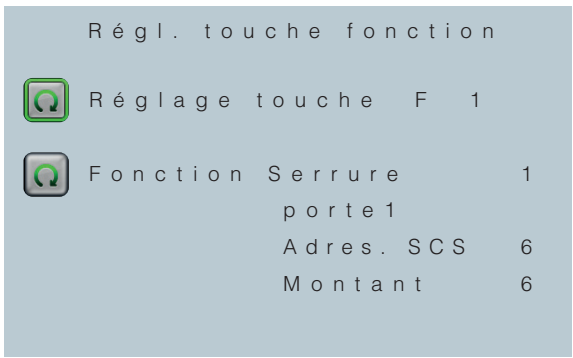 Régl. touche fonction
Réglage touche F 1
Fonction Serrure 1
porte1
Adres. SCS 6
Montant 6